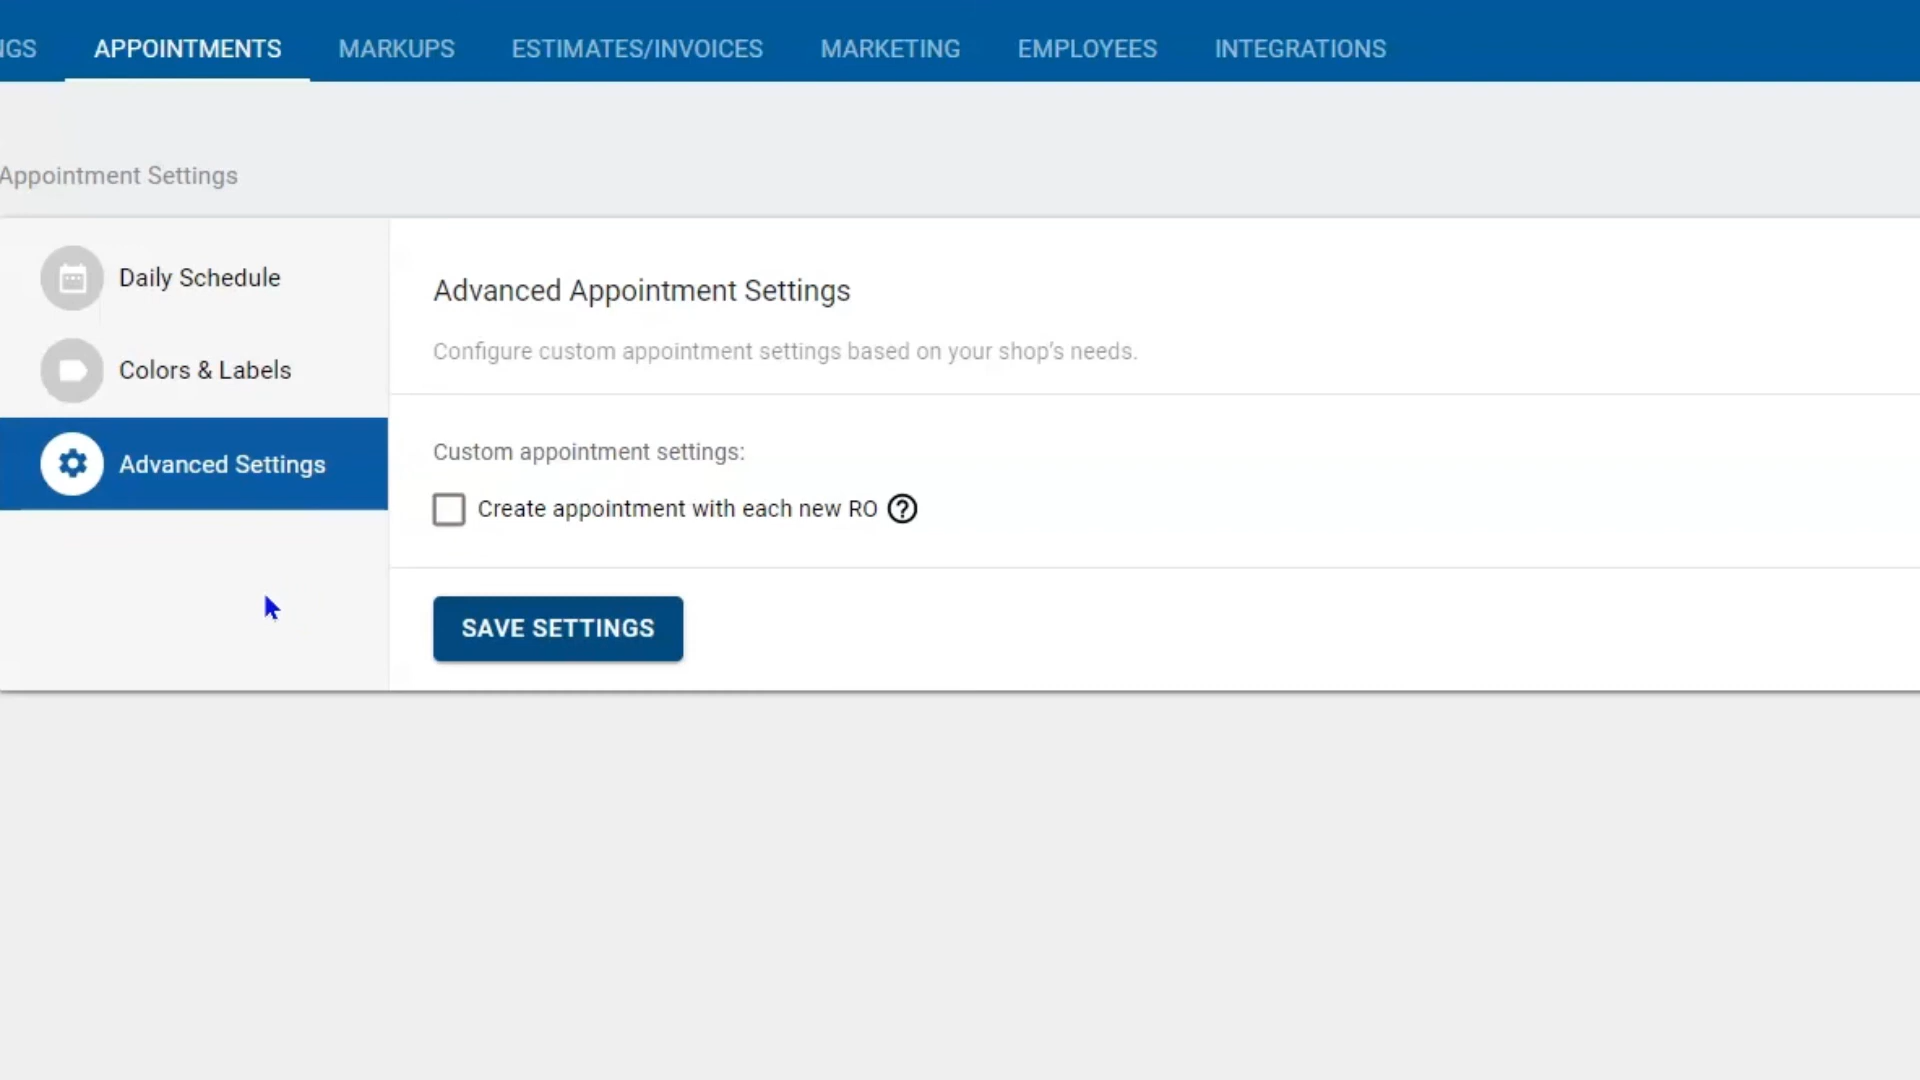 NGS APPOINTMENTS MARKUPS ESTIMATES/INVOICES MARKETING EMPLOYEES INTEGRATIONS
Appointment Settings
Daily Schedule
Colors & Labels
Advanced Settings
Advanced Appointment Settings
Configure custom appointment settings based on your shop's needs.
Custom appointment settings:
Create appointment with each new RO ?
SAVE SETTINGS